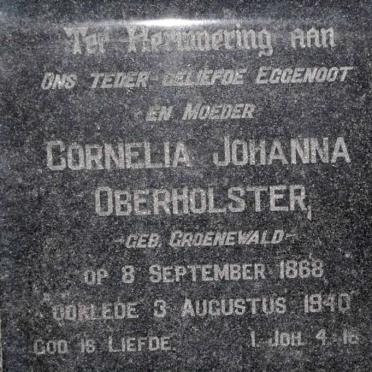 Ter Herinnering aan
ONS TEDER-GELIEFDE EGGENOOT
EN MOEDER
CORNELIA JOHANNA
OBERHOLSTER,
-GEB. GROENEWALD-
OP 8 SEPTEMBER 1868
OORLEDE 3 AUGUSTUS 1940
GOD IS LIEFDE. 1. JOH. 4:16